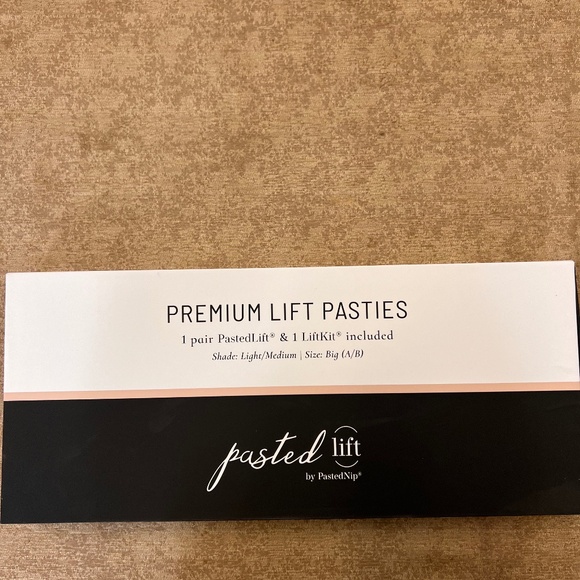 PREMIUM LIFT PASTIES
1 pair PastedLift® & 1 LiftKit® included
Shade: Light/Medium | Size: Big (A/B)
pasted lift
by PastedNip®